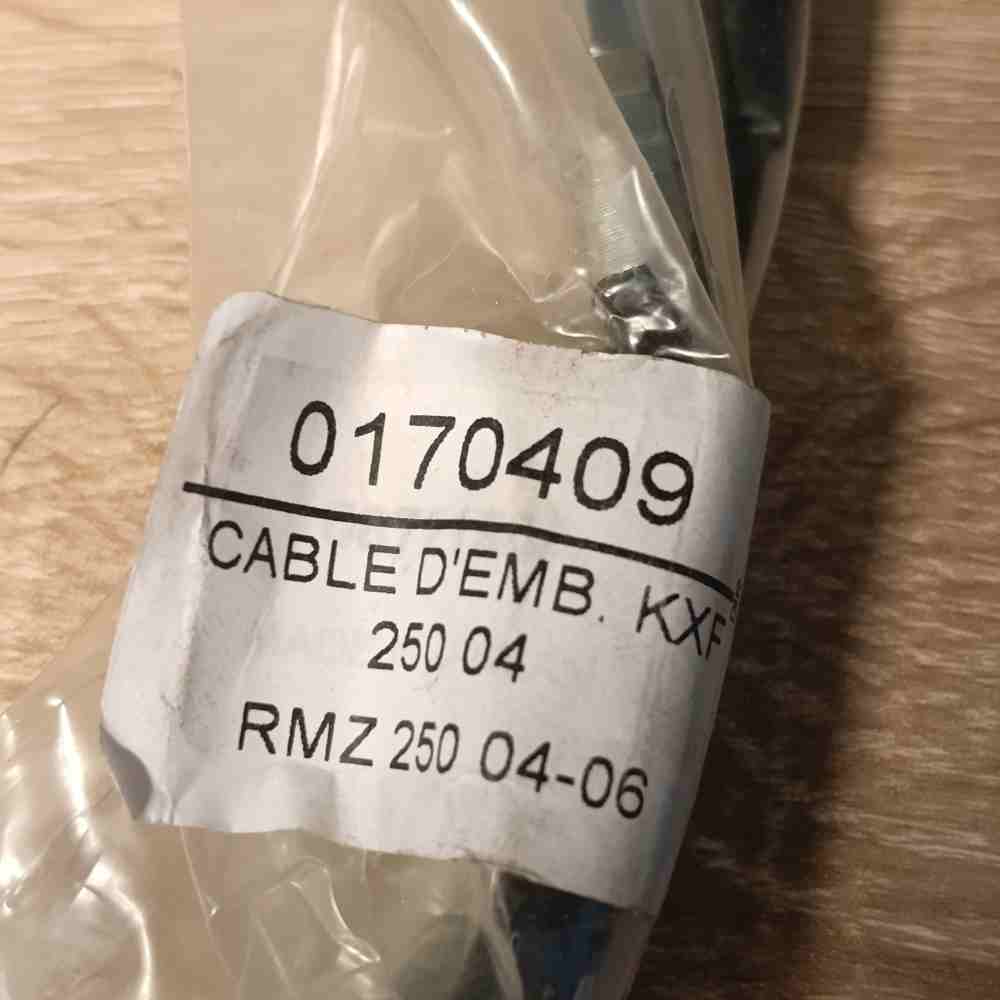 0170409
CABLE D'EMB. KXF
250 04
RMZ 250 04-06